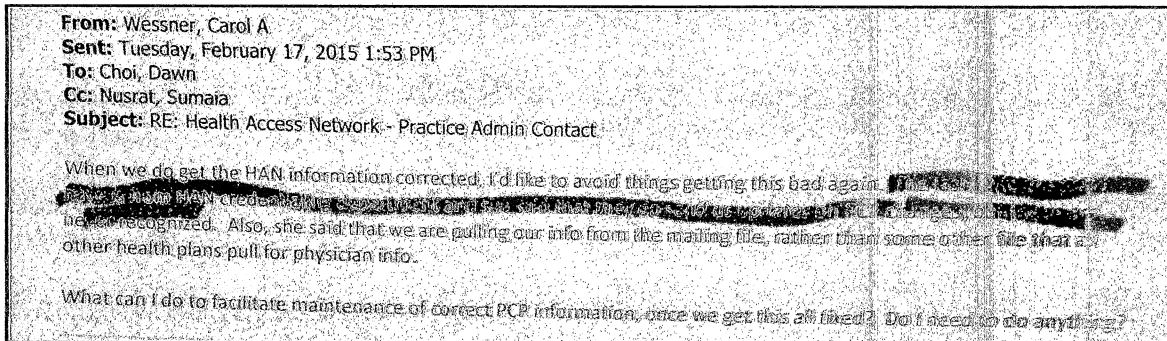 From: Wessner, Carol A
Sent: Tuesday, February 17, 2015 1:53 PM
To: Choi, Dawn
Cc: Nusrat, Sumaia
Subject: RE: Health Access Network - Practice Admin Contact
When we do get the HAN information corrected, I'd like to avoid things getting this bad again.
HAN
recognized. Also, she said that we are pulling our info from the mailing file, rather than some other file that
other health plans pull for physician info.
What can I do to facilitate maintenance of correct PCP information, once we get this all fixed? Do I need to do anything?